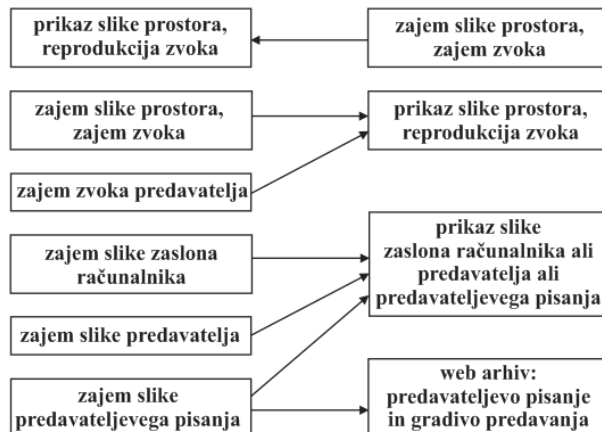 prikaz slike prostora,
reprodukcija zvoka
zajem slike prostora,
zajem zvoka
zajem slike prostora,
zajem zvoka
prikaz slike prostora,
reprodukcija zvoka
zajem zvoka predavatelja
zajem slike zaslona
računalnika
prikaz slike
zaslona računalnika ali
predavatelja ali
predavateljevega pisanja
zajem slike predavatelja
zajem slike
predavateljevega pisanja
web arhiv:
predavateljevo pisanje
in gradivo predavanja